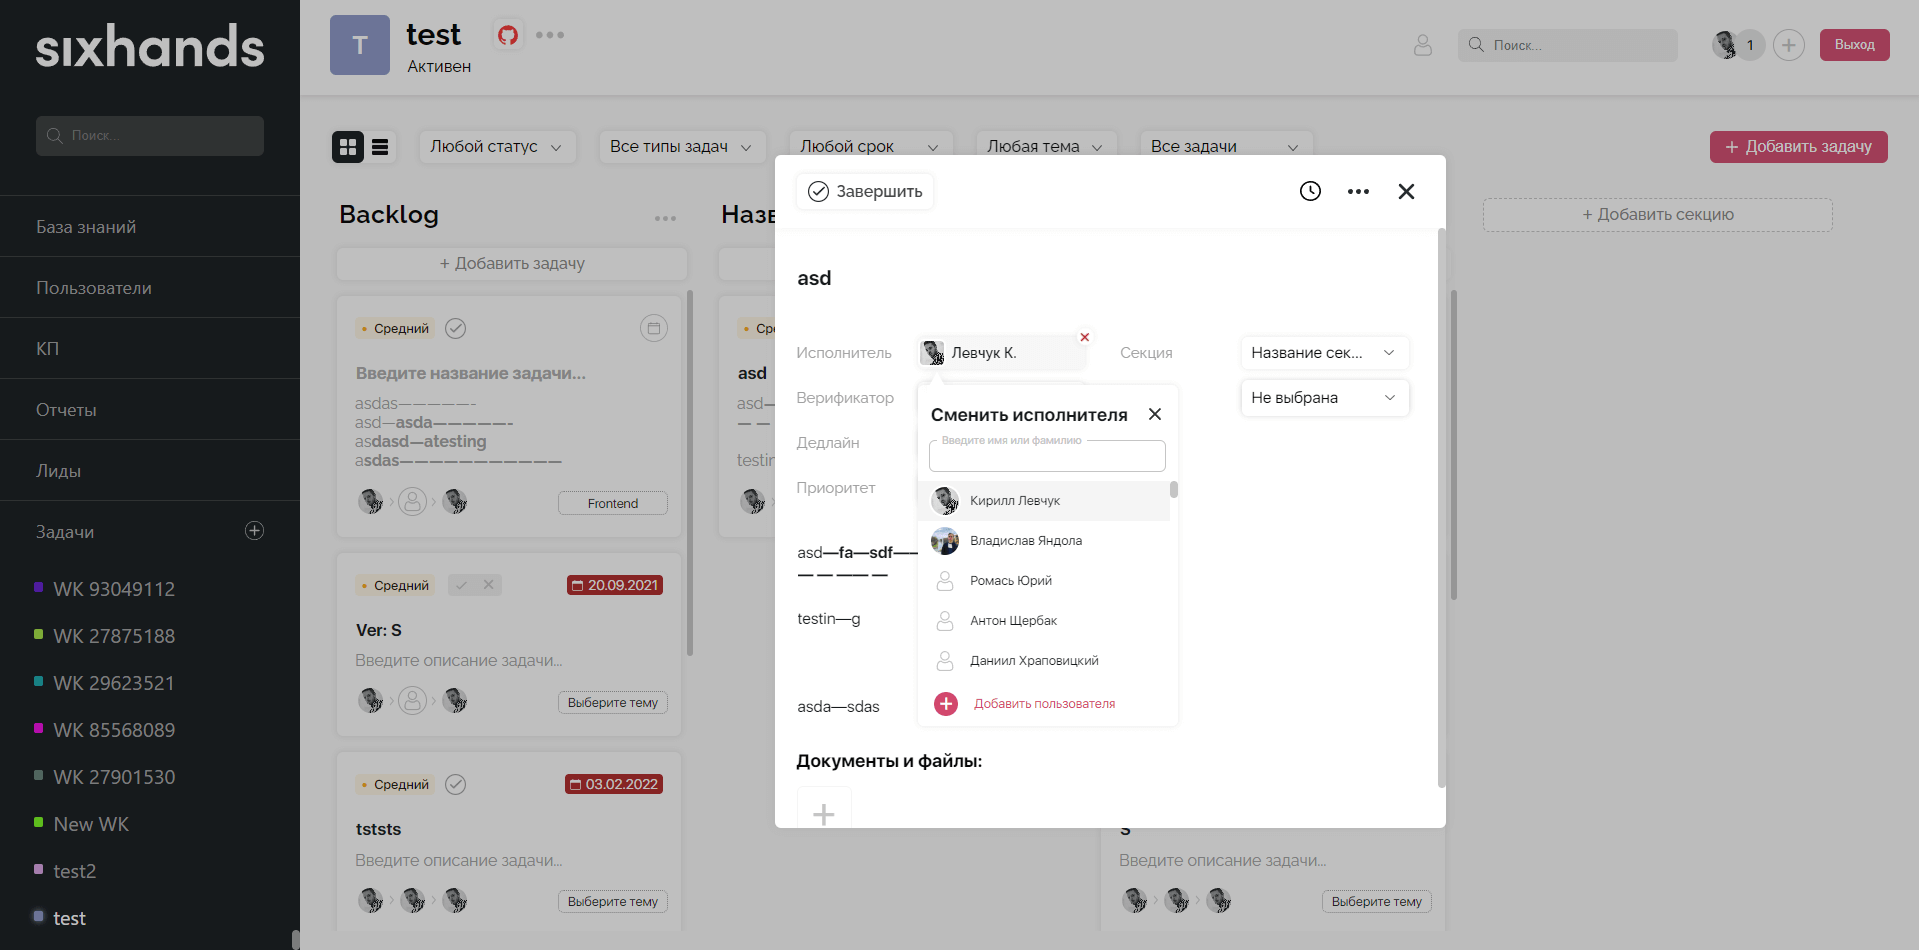 sixhands
Поиск...
База знаний
Пользователи
КП
Отчеты
Лиды
Задачи
WK 93049112
WK 27875188
WK 29623521
WK 85568089
WK 27901530
New WK
test2
test
T
test
Активен
Поиск...
1
Выход
Любой статус
Все типы задач
Любой срок
Любая тема
Все задачи
+ Добавить задачу
Backlog
+ Добавить задачу
Средний
Введите название задачи...
asdas—————-
asd—asda—————-
asdasd—atesting
asdas———————————
Frontend
Средний
20.09.2021
Ver: S
Введите описание задачи...
Выберите тему
Средний
03.02.2022
tststs
Введите описание задачи...
Выберите тему
Назв
Ср
asd
asd—
— —
testin
+ Добавить секцию
S
Введите описание задачи...
Выберите тему
Завершить
asd
Исполнитель
Левчук К.
Секция
Название сек...
Верификатор
Не выбрана
Дедлайн
Приоритет
asd—fa—sdf——
— — —— —
testin—g
asda—sdas
Документы и файлы:
Сменить исполнителя
Введите имя или фамилию
Кирилл Левчук
Владислав Яндола
Ромась Юрий
Антон Щербак
Даниил Храповицкий
Добавить пользователя